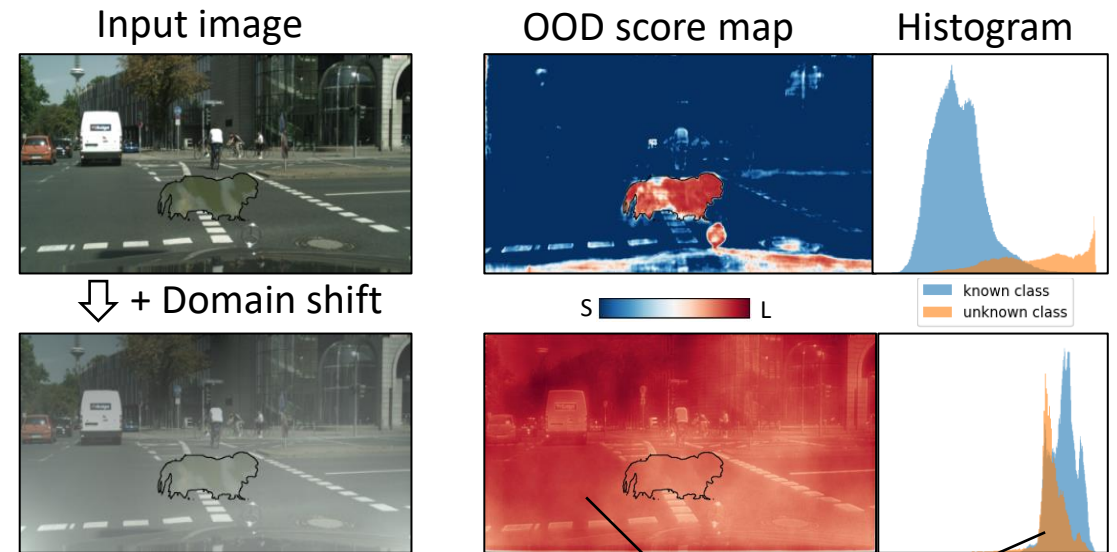 Input image
OOD score map
Histogram
+ Domain shift
S
L
known class
unknown class